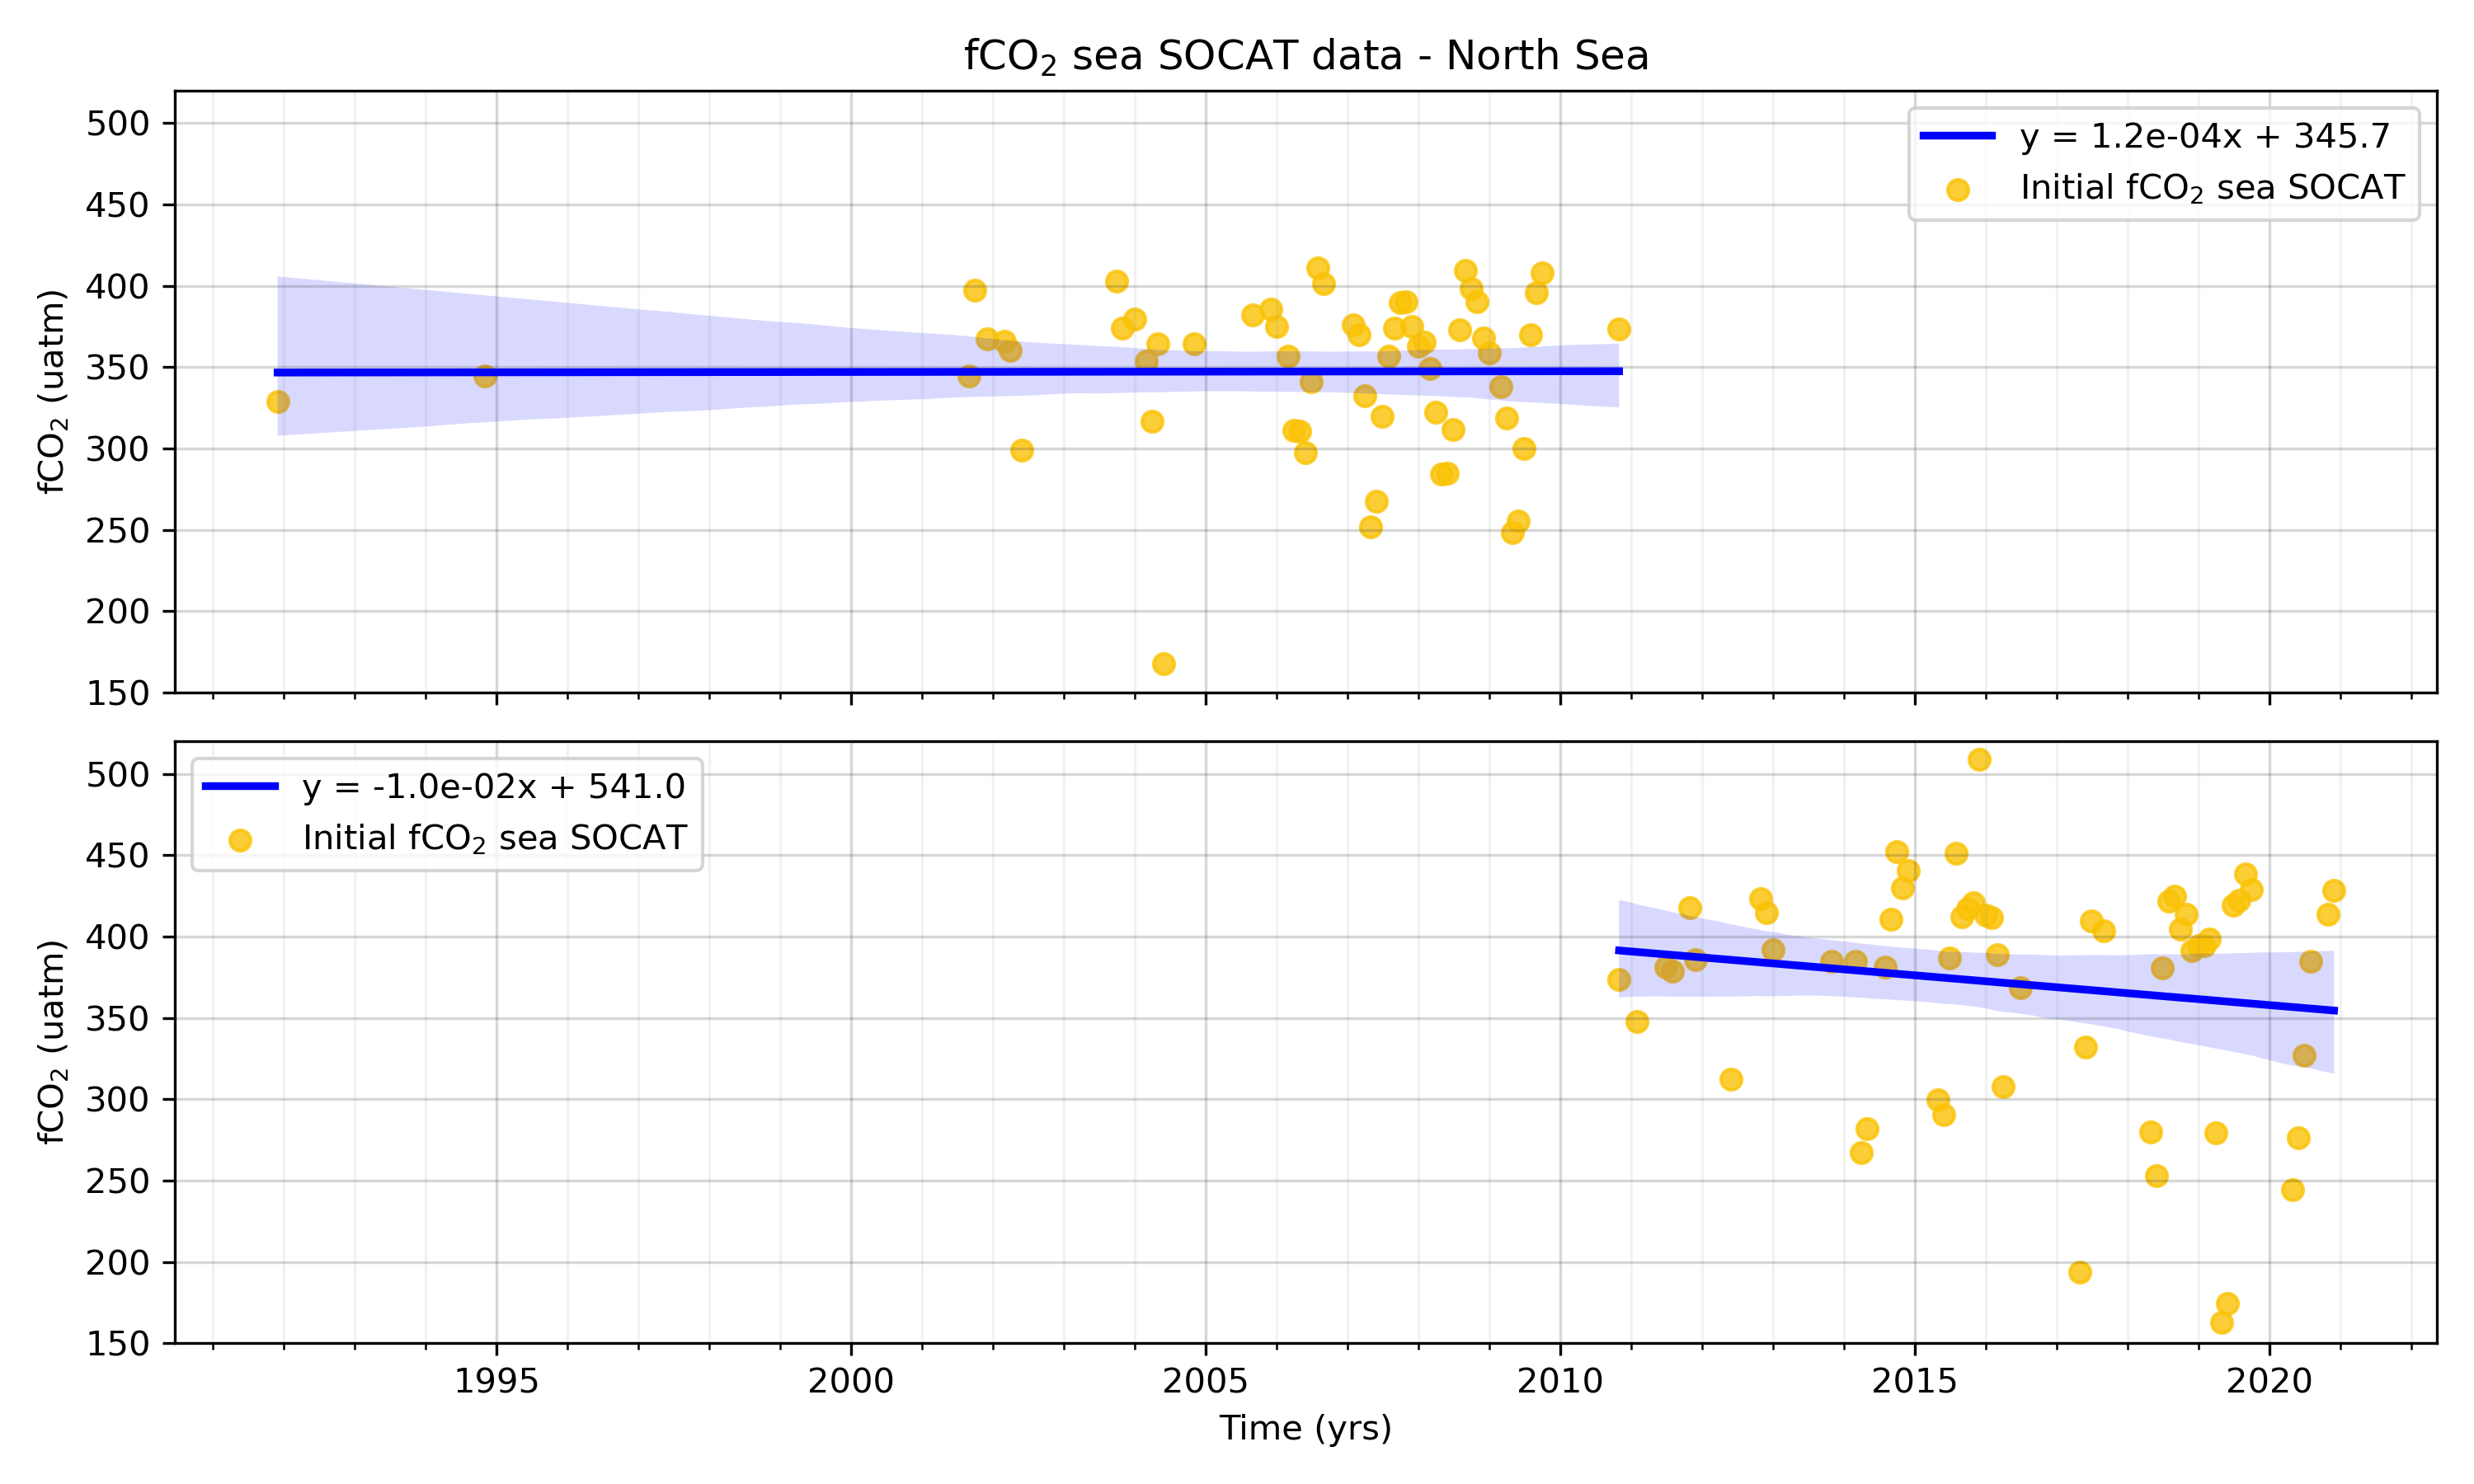 fCO₂ sea SOCAT data - North Sea
500
450
400
350
300
250
200
150
fCO₂ (uatm)
y = 1.2e-04x + 345.7
Initial fCO₂ sea SOCAT
500
450
400
350
300
250
200
150
fCO₂ (uatm)
y = -1.0e-02x + 541.0
Initial fCO₂ sea SOCAT
1995 2000 2005 2010 2015 2020
Time (yrs)